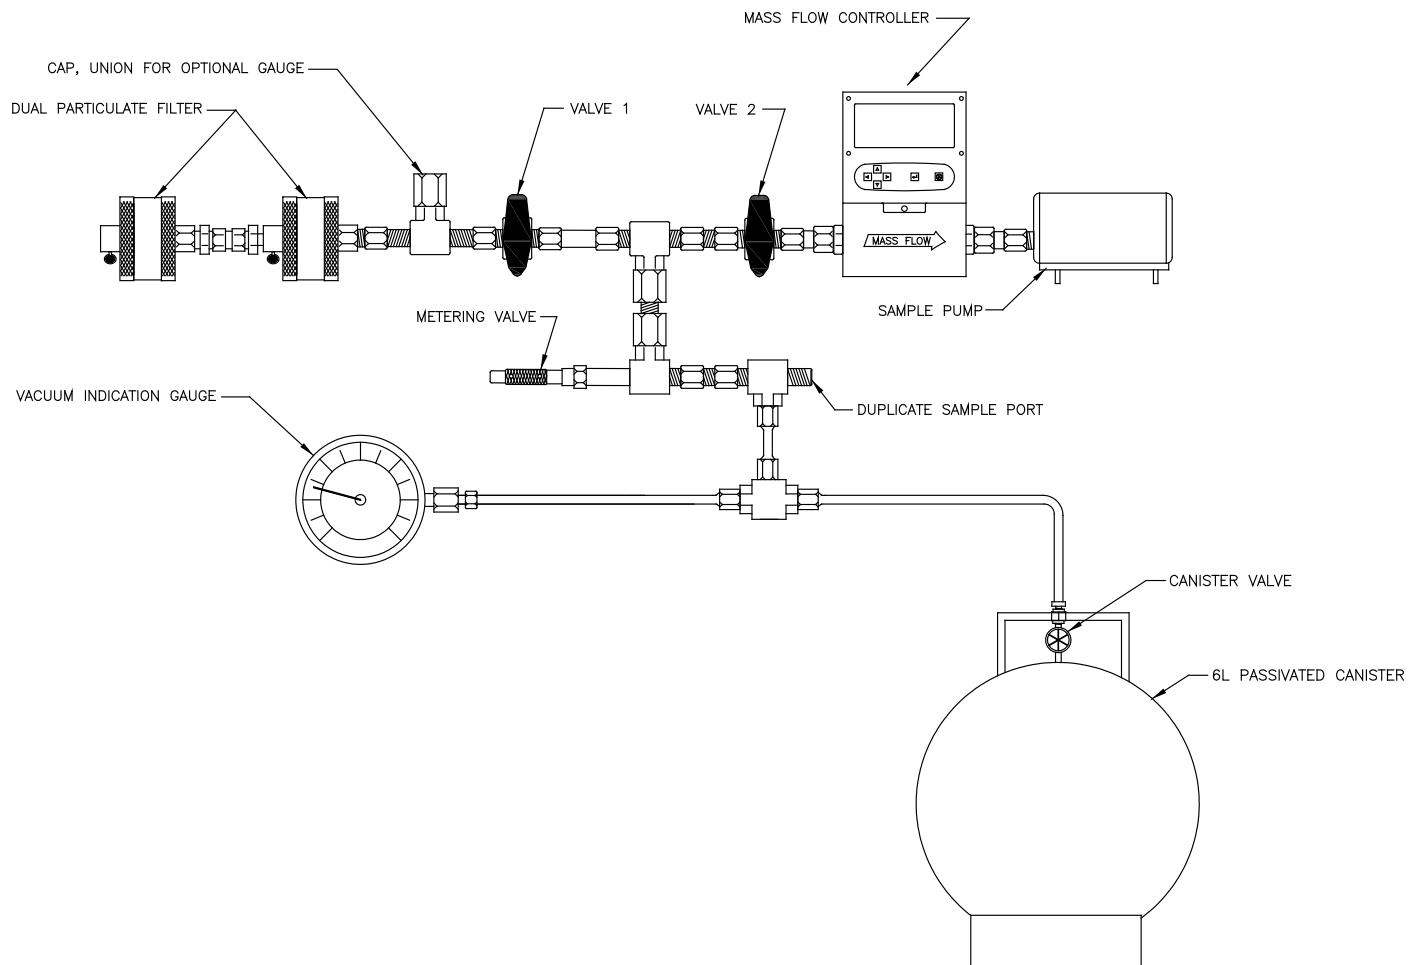 MASS FLOW CONTROLLER
CAP, UNION FOR OPTIONAL GAUGE
DUAL PARTICULATE FILTER
VALVE 1
VALVE 2
MASS FLOW
SAMPLE PUMP
METERING VALVE
VACUUM INDICATION GAUGE
DUPLICATE SAMPLE PORT
CANISTER VALVE
6L PASSIVATED CANISTER